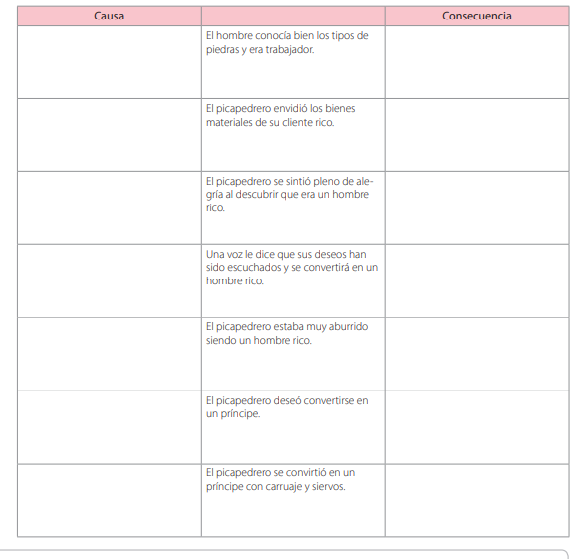 Causa
Consecuencia
El hombre conocía bien los tipos de
piedras y era trabajador.
El picapedrero envidió los bienes
materiales de su cliente rico.
El picapedrero se sintió pleno de ale-
gría al descubrir que era un hombre
rico.
Una voz le dice que sus deseos han
sido escuchados y se convertirá en un
hombre rico.
El picapedrero estaba muy aburrido
siendo un hombre rico.
El picapedrero deseó convertirse en
un príncipe.
El picapedrero se convirtió en un
príncipe con carruaje y siervos.